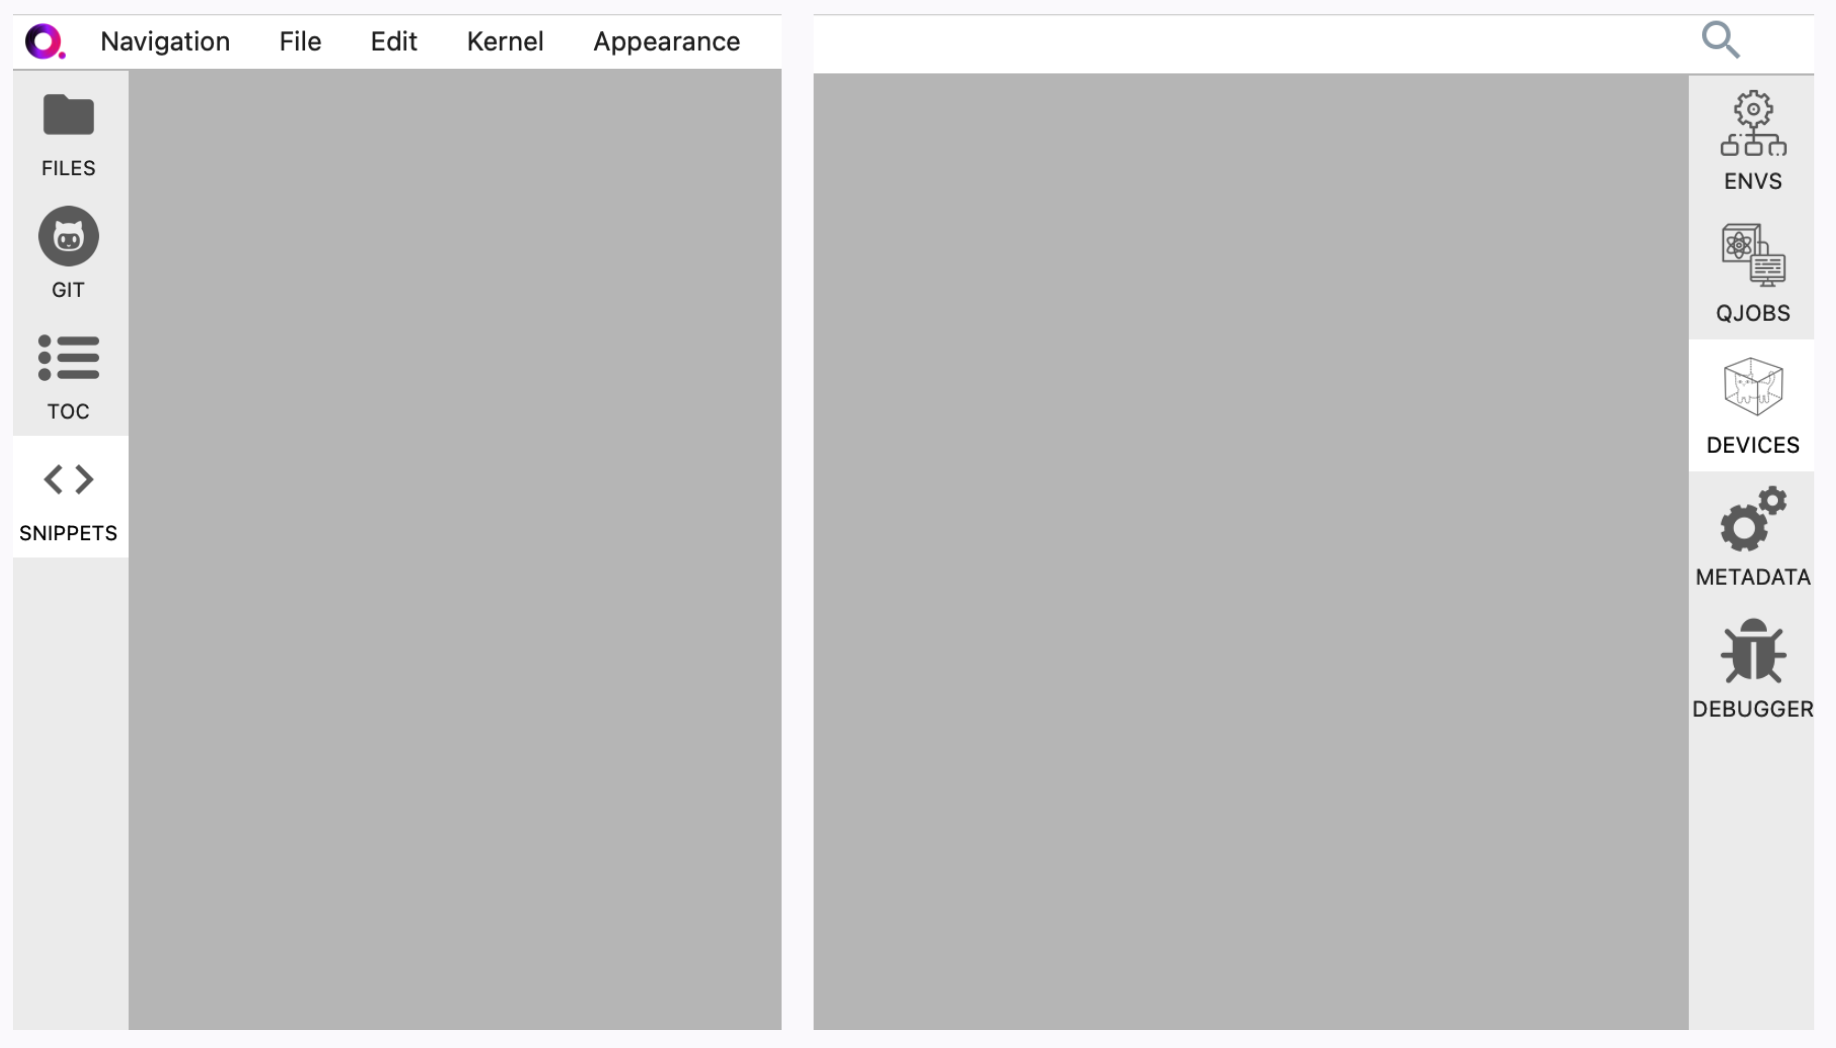 Navigation File Edit Kernel Appearance
FILES
GIT
TOC
SNIPPETS
ENVS
QJOBS
DEVICES
METADATA
DEBUGGER